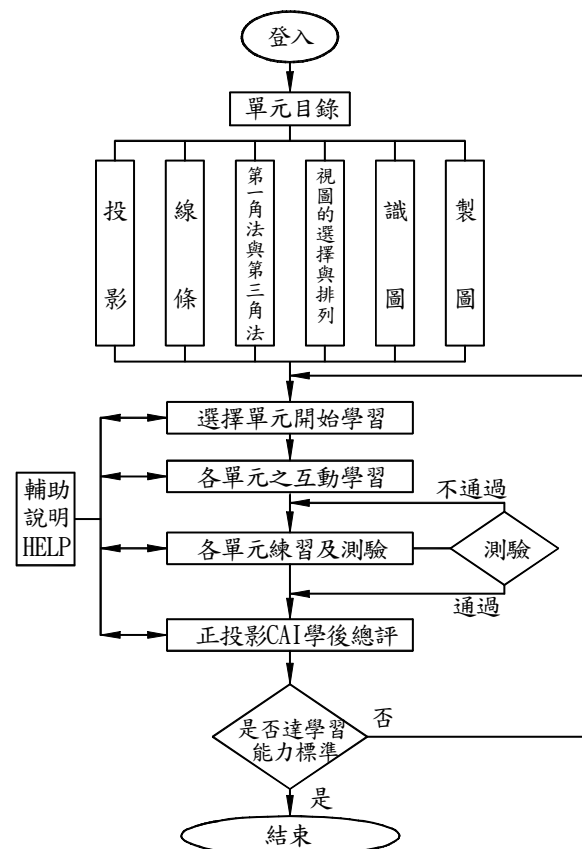 登入
單元目錄
投影
線條
第一角法與第三角法
視圖的選擇與排列
識圖
製圖
選擇單元開始學習
各單元之互動學習
不通過
輔助
說明
HELP
各單元練習及測驗
測驗
通過
正投影CAI學後總評
是否達學習
能力標準
否
是
結束